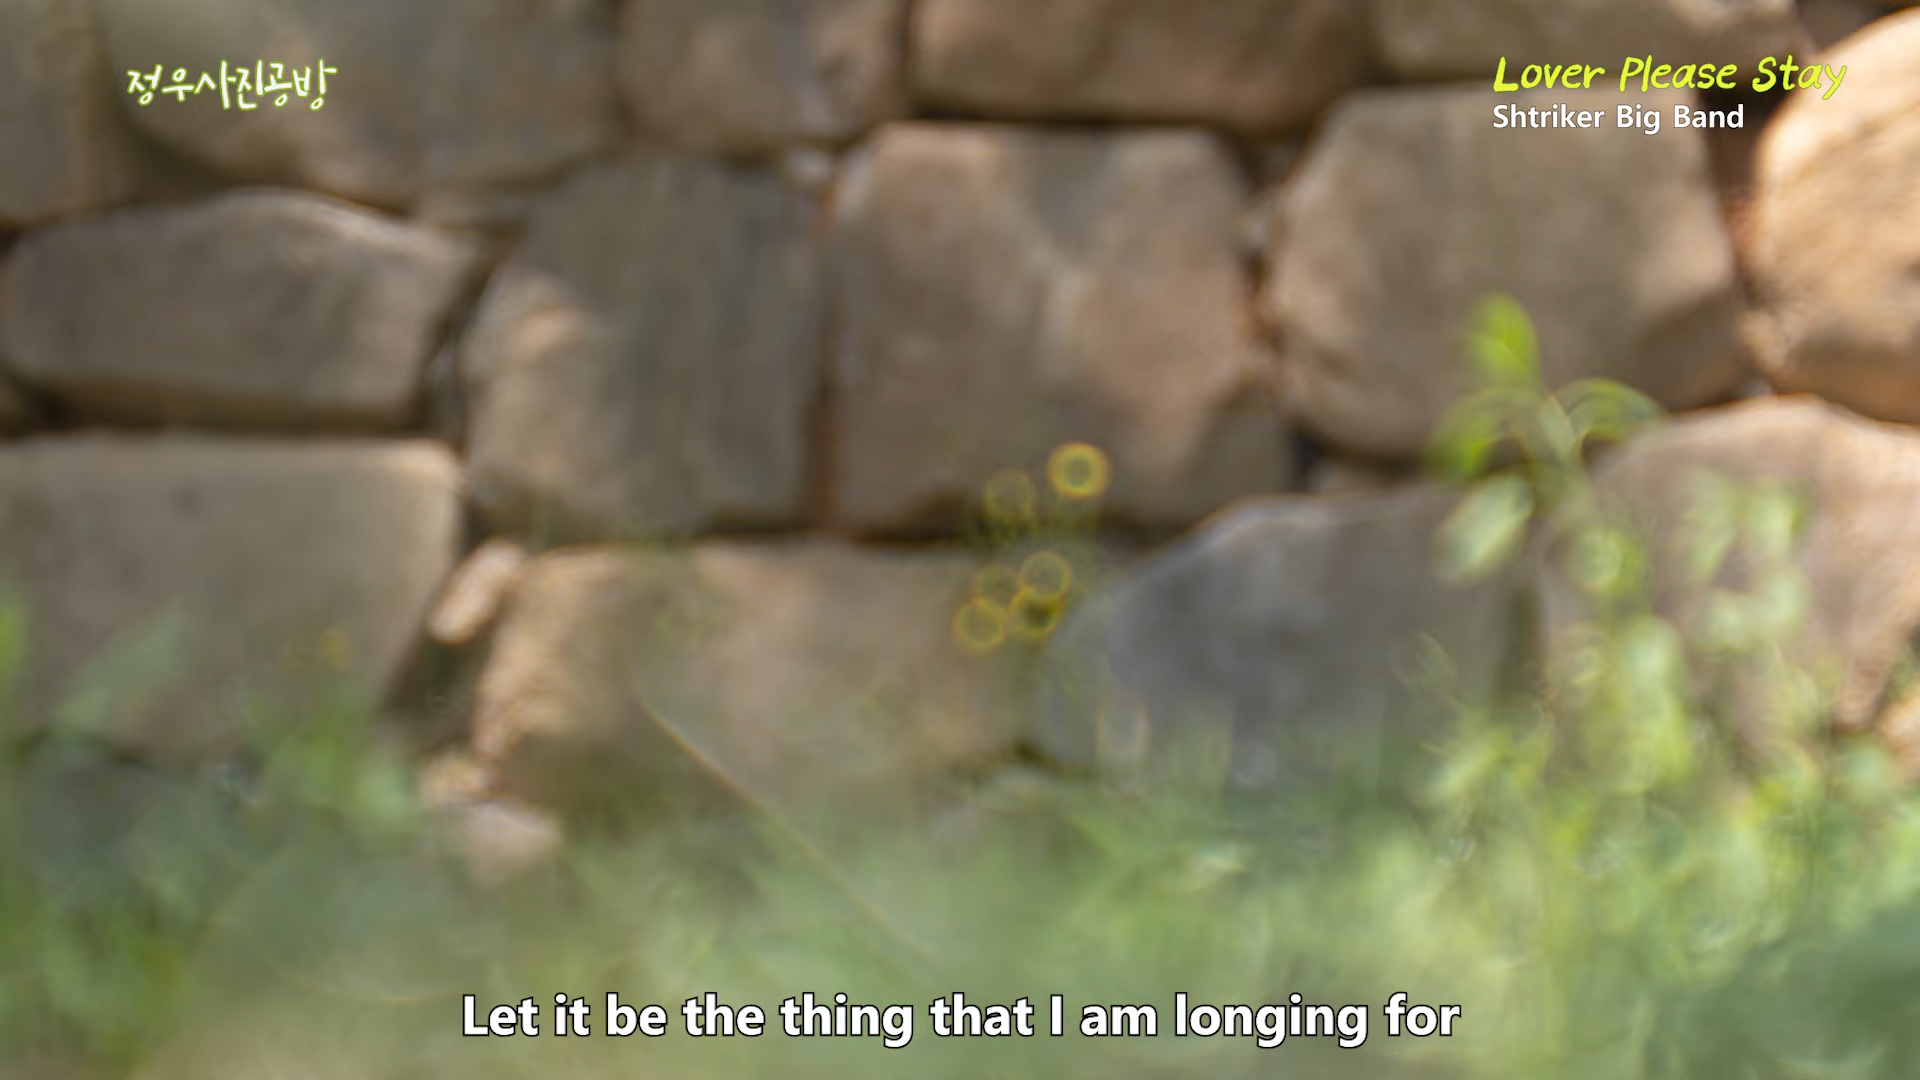 정우사진공방
Lover Please Stay
Shtriker Big Band
Let it be the thing that I am longing for